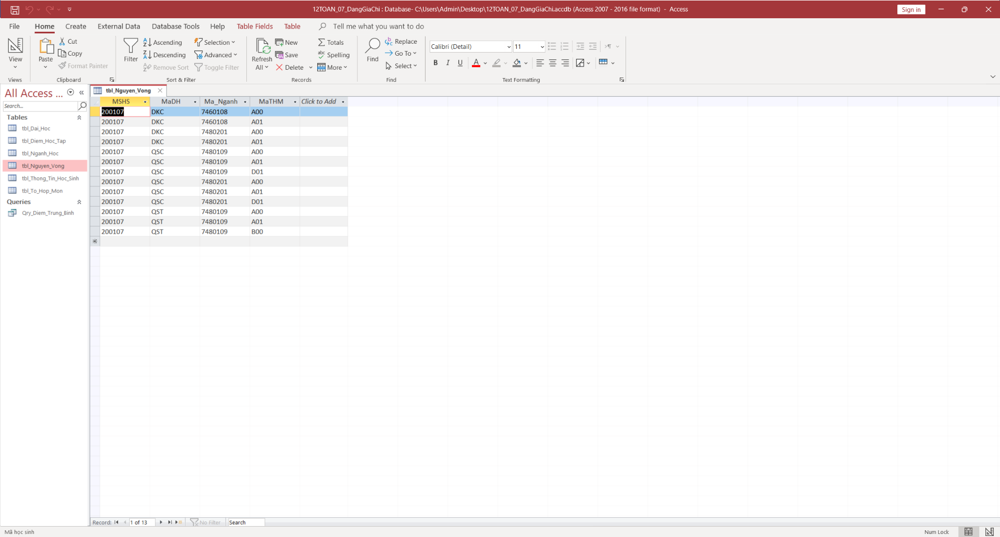 12TOAN_07_DangGiaChi : Database- C:\Users\Admin\Desktop\12TOAN_07_DangGiaChi.accdb (Access 2007 - 2016 file format) - Access
Sign in
File Home Create External Data Database Tools Help Table Fields Table Tell me what you want to do
View
Views
Paste
Cut
Copy
Format Painter
Clipboard
Filter
Ascending
Descending
Remove Sort
Selection
Advanced
Toggle Filter
Sort & Filter
Refresh
All
New
Save
Delete
Totals
Spelling
More
Records
Find
Replace
Go To
Select
Find
Calibri (Detail) 11
B I U A
Text Formatting
All Access ...
Search...
Tables
tbl_Dai_Hoc
tbl_Diem_Hoc_Tap
tbl_Nganh_Hoc
tbl_Nguyen_Vong
tbl_Thong_Tin_Hoc_Sinh
tbl_To_Hop_Mon
Queries
Qry_Diem_Trung_Binh
tbl_Nguyen_Vong
MSHS MaDH Ma_Nganh MaTHM Click to Add
200107 DKC 7460108 A00
200107 DKC 7460108 A01
200107 DKC 7480201 A00
200107 DKC 7480201 A01
200107 QSC 7480109 A00
200107 QSC 7480109 A01
200107 QSC 7480109 D01
200107 QSC 7480201 A00
200107 QSC 7480201 A01
200107 QSC 7480201 D01
200107 QST 7480109 A00
200107 QST 7480109 A01
200107 QST 7480109 B00
Record: 1 of 13 No Filter Search
Mã học sinh
Num Lock